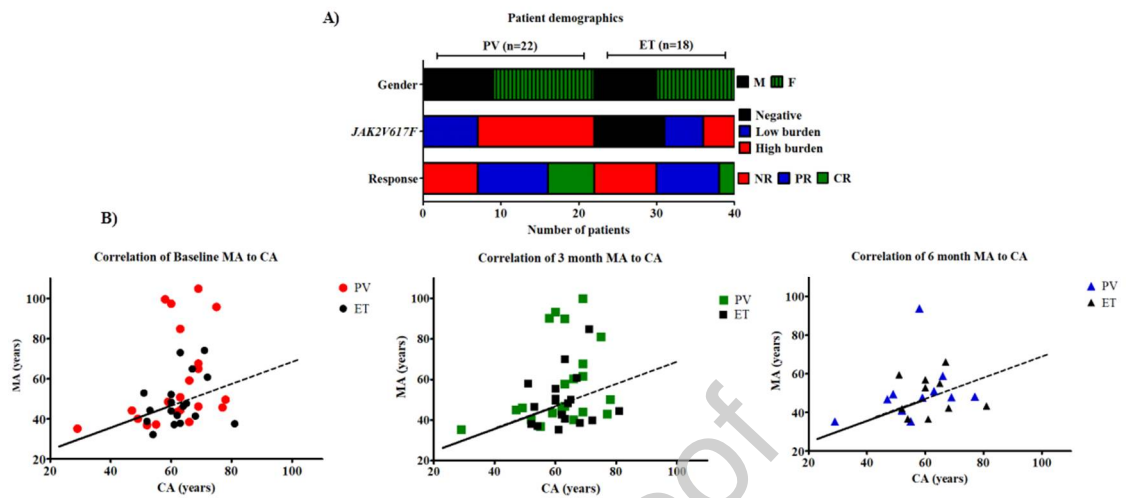 A)
Patient demographics
PV (n=22)
ET (n=18)
Gender
M F
JAK2V617F
Negative
Low burden
High burden
Response
NR PR CR
0 10 20 30 40
Number of patients
B)
Correlation of Baseline MA to CA
PV
ET
MA (years)
100
80
60
40
20
20 40 60 80 100
CA (years)
Correlation of 3 month MA to CA
PV
ET
MA (years)
100
80
60
40
20
20 40 60 80 100
CA (years)
Correlation of 6 month MA to CA
PV
ET
MA (years)
100
80
60
40
20
20 40 60 80 100
CA (years)
oof